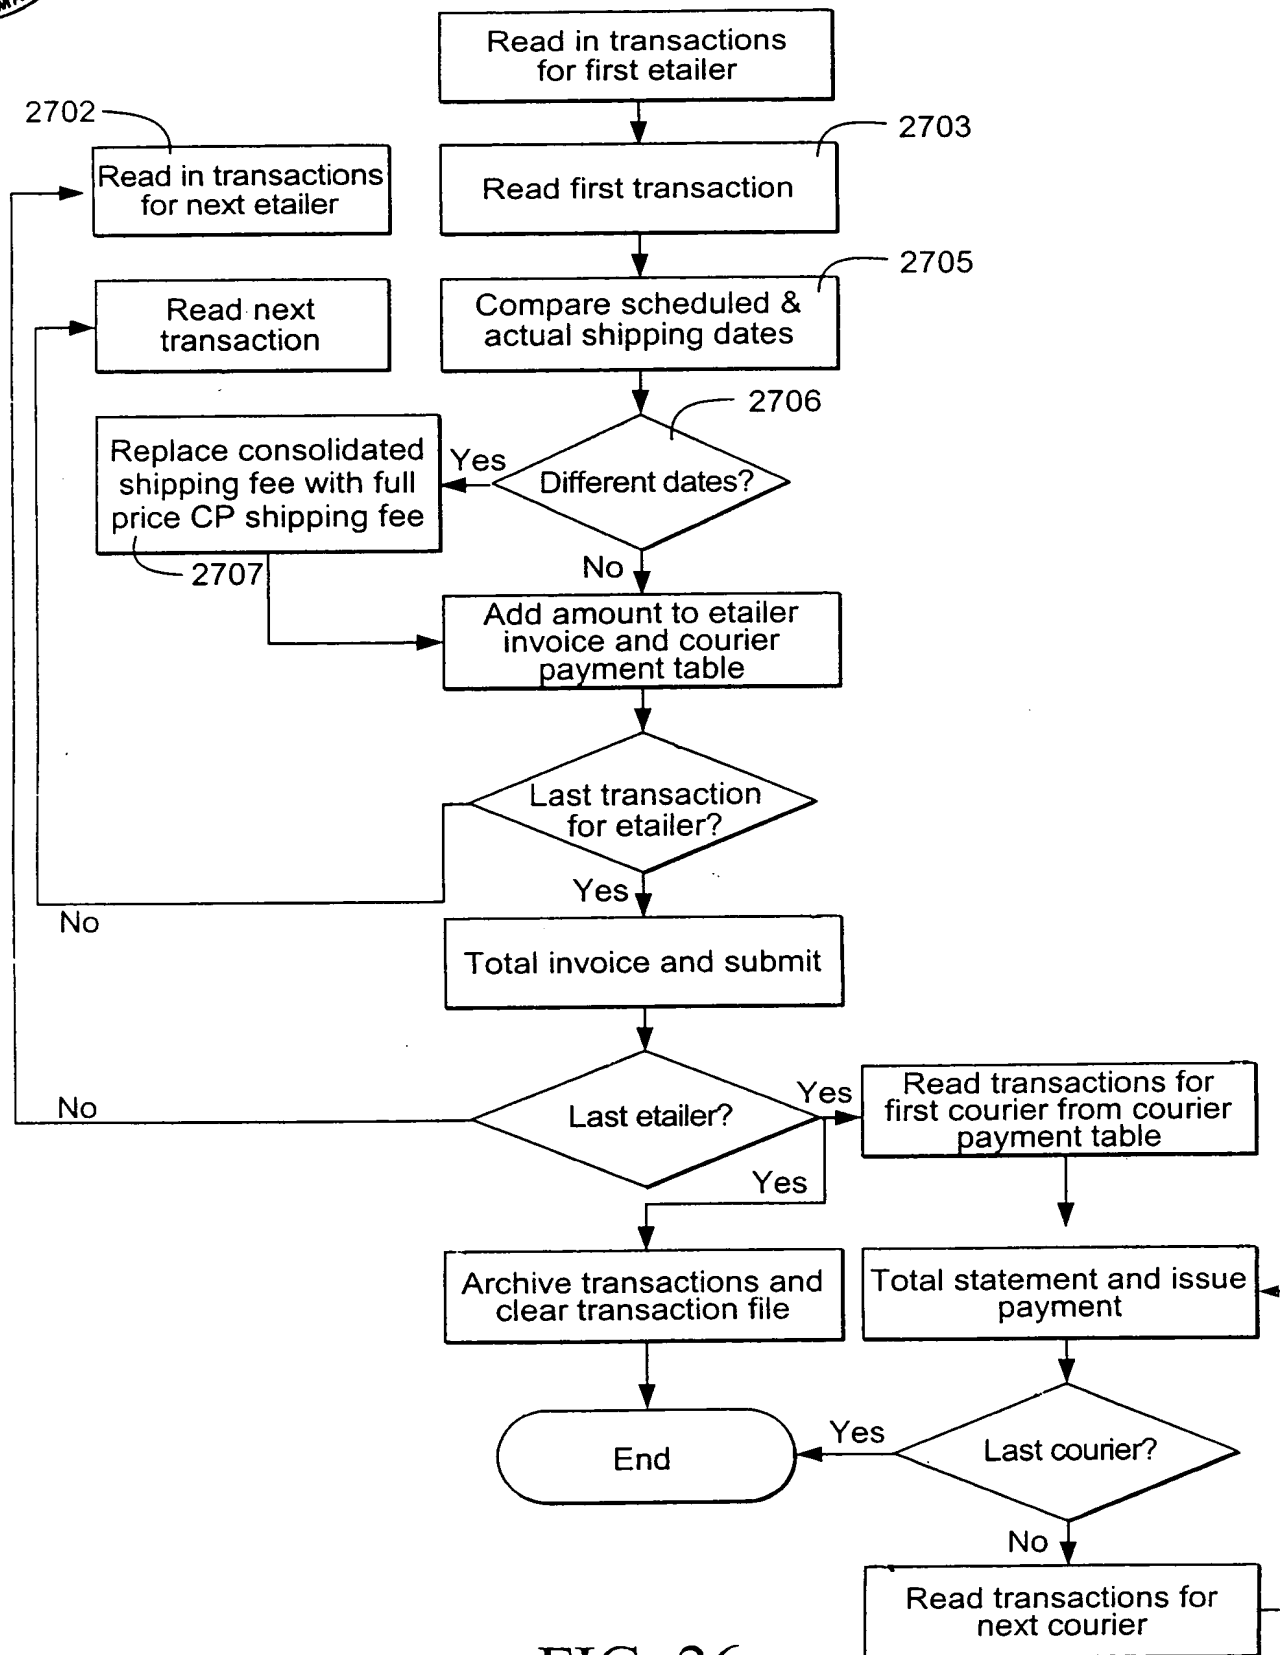 Read in transactions
for first etailer
2702
2703
Read in transactions
for next etailer
Read first transaction
2705
Read next
transaction
Compare scheduled &
actual shipping dates
2706
Replace consolidated
shipping fee with full
price CP shipping fee
Yes
Different dates?
2707
No
Add amount to etailer
invoice and courier
payment table
Last transaction
for etailer?
Yes
No
Total invoice and submit
No
Last etailer?
Yes
Read transactions for
first courier from courier
payment table
Yes
Archive transactions and
clear transaction file
Total statement and issue
payment
End
Yes
Last courier?
No
Read transactions for
next courier
FIG. 26